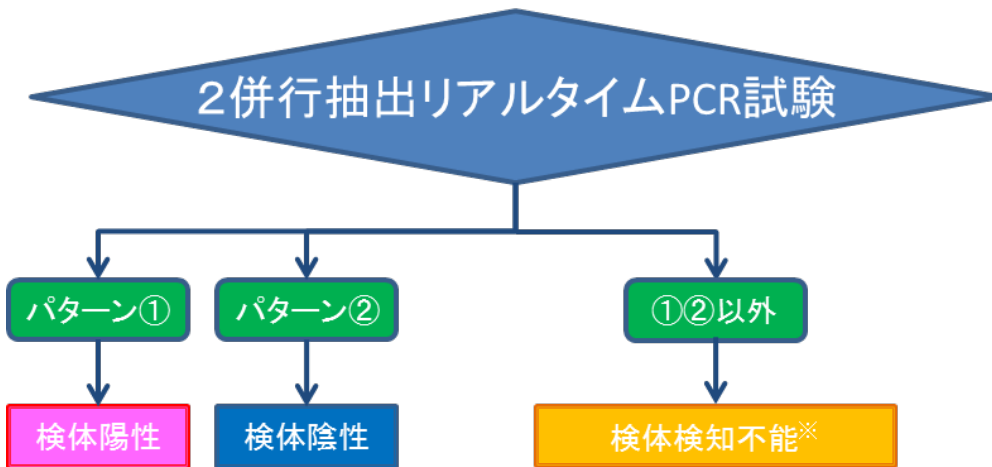 ２併行抽出リアルタイムPCR試験
パターン①
パターン②
①②以外
検体陽性
検体陰性
検体検知不能※